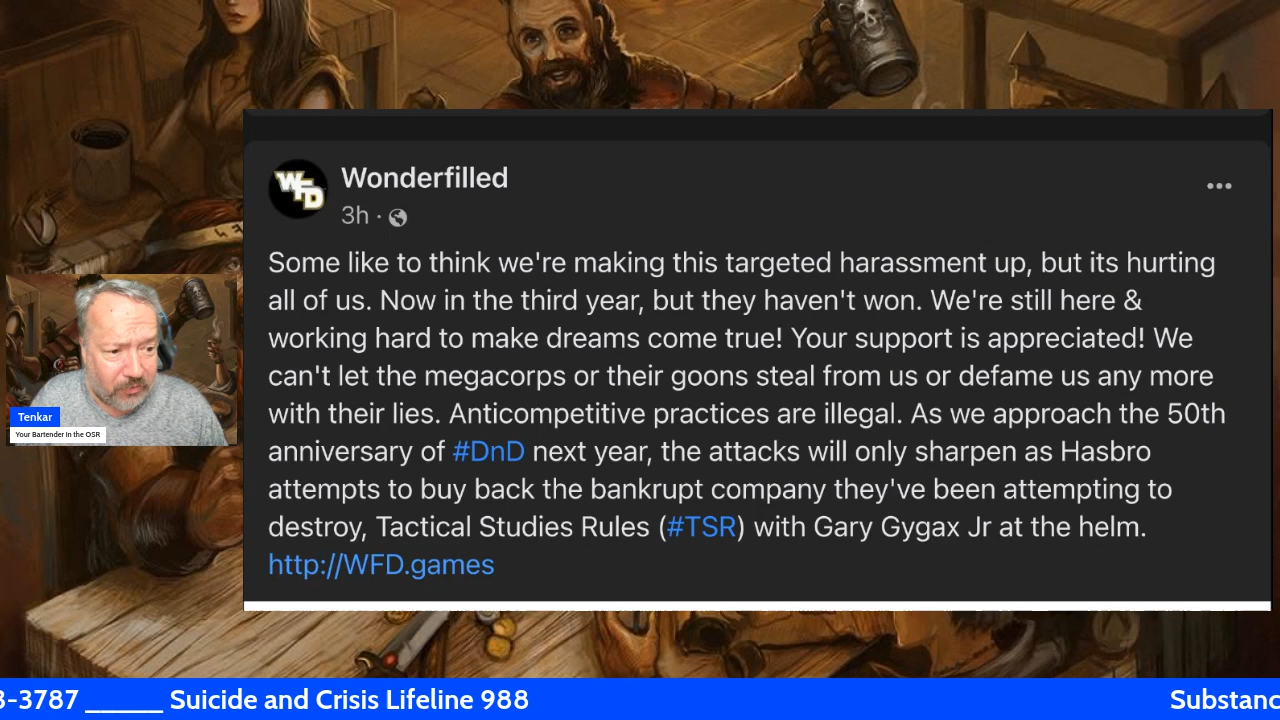 WFD
Wonderfilled
3h ·
Some like to think we're making this targeted harassment up, but its hurting
all of us. Now in the third year, but they haven't won. We're still here &
working hard to make dreams come true! Your support is appreciated! We
can't let the megacorps or their goons steal from us or defame us any more
with their lies. Anticompetitive practices are illegal. As we approach the 50th
anniversary of #DnD next year, the attacks will only sharpen as Hasbro
attempts to buy back the bankrupt company they've been attempting to
destroy, Tactical Studies Rules (#TSR) with Gary Gygax Jr at the helm.
http://WFD.games
Tenkar
Your Bartender in the OSR
3-3787 _____ Suicide and Crisis Lifeline 988
Substanc